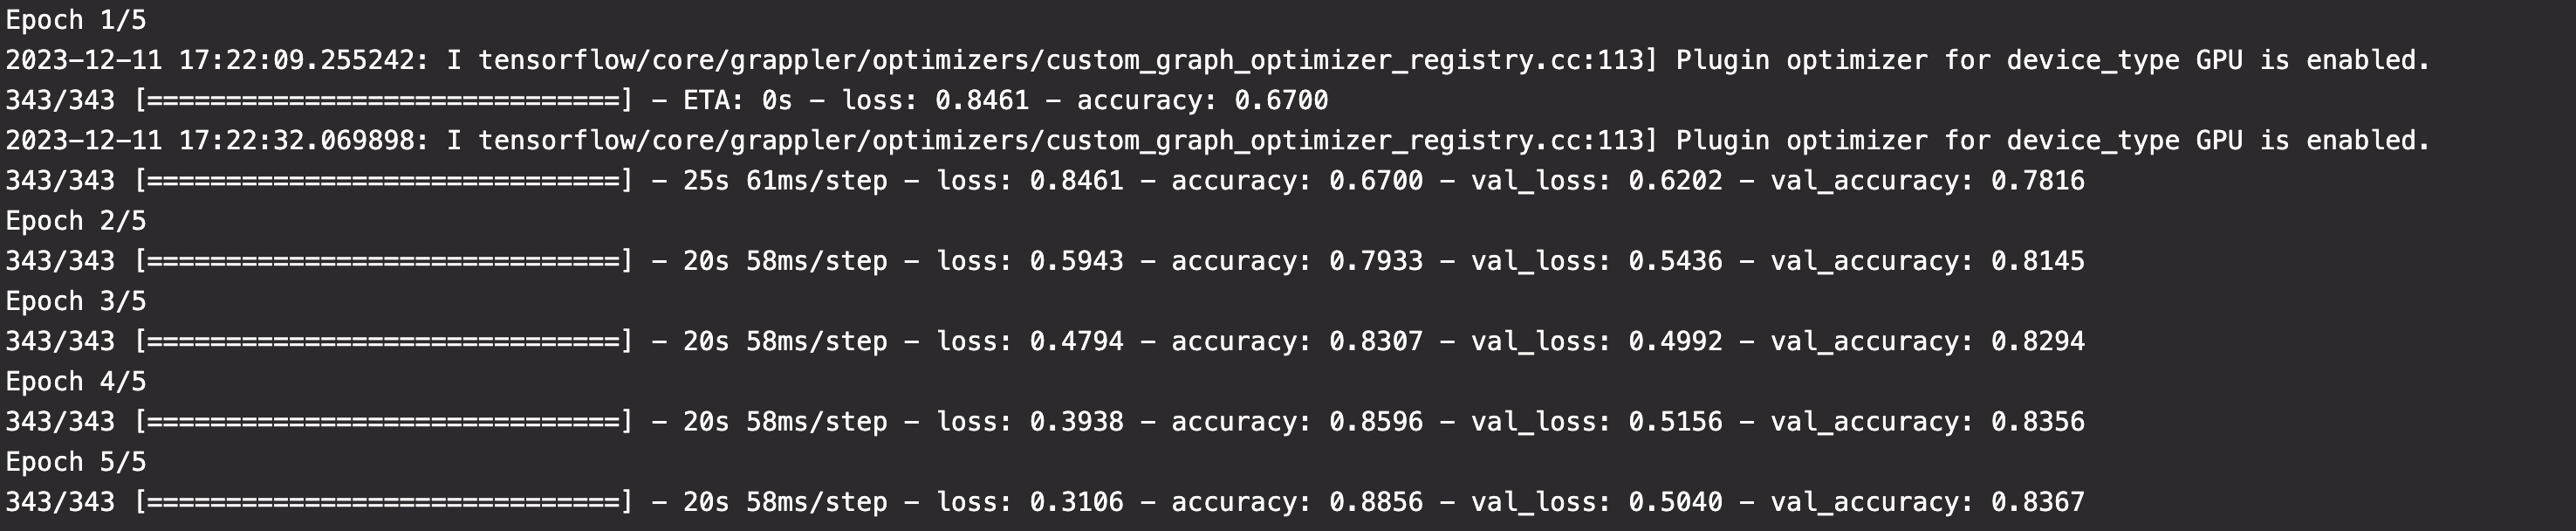 Epoch 1/5
2023-12-11 17:22:09.255242: I tensorflow/core/grappler/optimizers/custom_graph_optimizer_registry.cc:113] Plugin optimizer for device_type GPU is enabled.
343/343 [==============================] - ETA: 0s - loss: 0.8461 - accuracy: 0.6700
2023-12-11 17:22:32.069898: I tensorflow/core/grappler/optimizers/custom_graph_optimizer_registry.cc:113] Plugin optimizer for device_type GPU is enabled.
343/343 [==============================] - 25s 61ms/step - loss: 0.8461 - accuracy: 0.6700 - val_loss: 0.6202 - val_accuracy: 0.7816
Epoch 2/5
343/343 [==============================] - 20s 58ms/step - loss: 0.5943 - accuracy: 0.7933 - val_loss: 0.5436 - val_accuracy: 0.8145
Epoch 3/5
343/343 [==============================] - 20s 58ms/step - loss: 0.4794 - accuracy: 0.8307 - val_loss: 0.4992 - val_accuracy: 0.8294
Epoch 4/5
343/343 [==============================] - 20s 58ms/step - loss: 0.3938 - accuracy: 0.8596 - val_loss: 0.5156 - val_accuracy: 0.8356
Epoch 5/5
343/343 [==============================] - 20s 58ms/step - loss: 0.3106 - accuracy: 0.8856 - val_loss: 0.5040 - val_accuracy: 0.8367